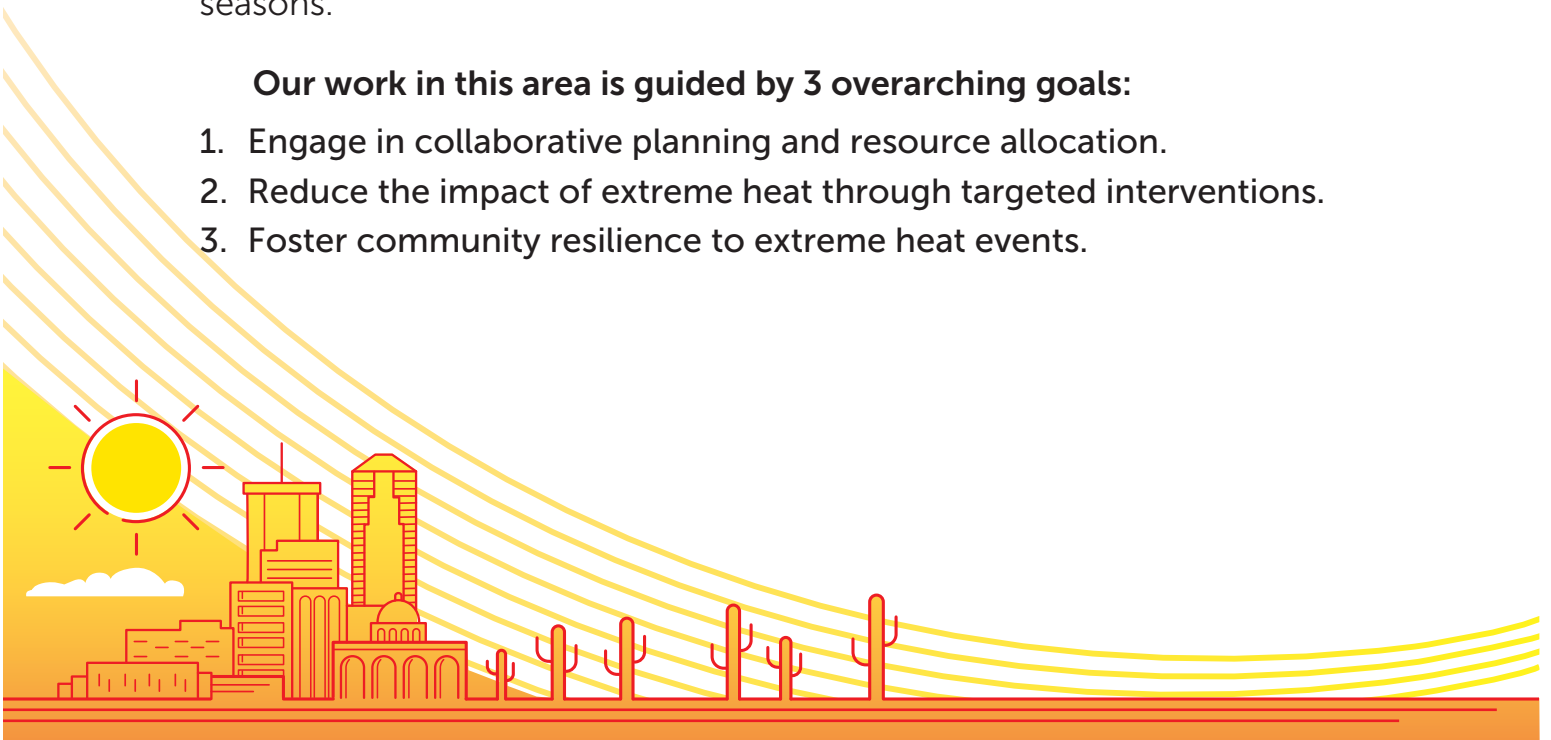 seasons.
Our work in this area is guided by 3 overarching goals:
1. Engage in collaborative planning and resource allocation.
2. Reduce the impact of extreme heat through targeted interventions.
3. Foster community resilience to extreme heat events.